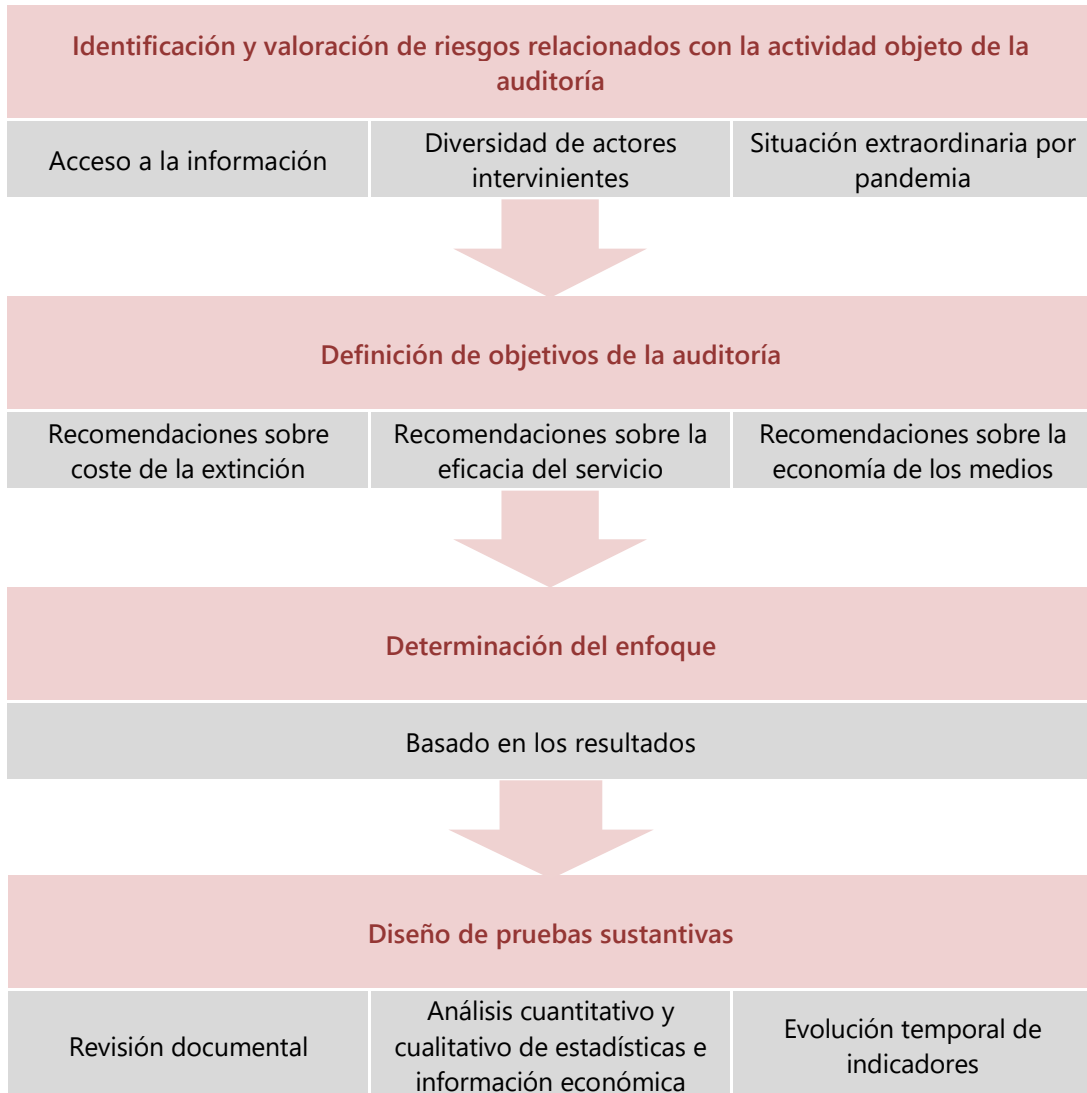 Identificación y valoración de riesgos relacionados con la actividad objeto de la
auditoría
Acceso a la información
Diversidad de actores
intervinientes
Situación extraordinaria por
pandemia
Definición de objetivos de la auditoría
Recomendaciones sobre
coste de la extinción
Recomendaciones sobre la
eficacia del servicio
Recomendaciones sobre la
economía de los medios
Determinación del enfoque
Basado en los resultados
Diseño de pruebas sustantivas
Revisión documental
Análisis cuantitativo y
cualitativo de estadísticas e
información económica
Evolución temporal de
indicadores